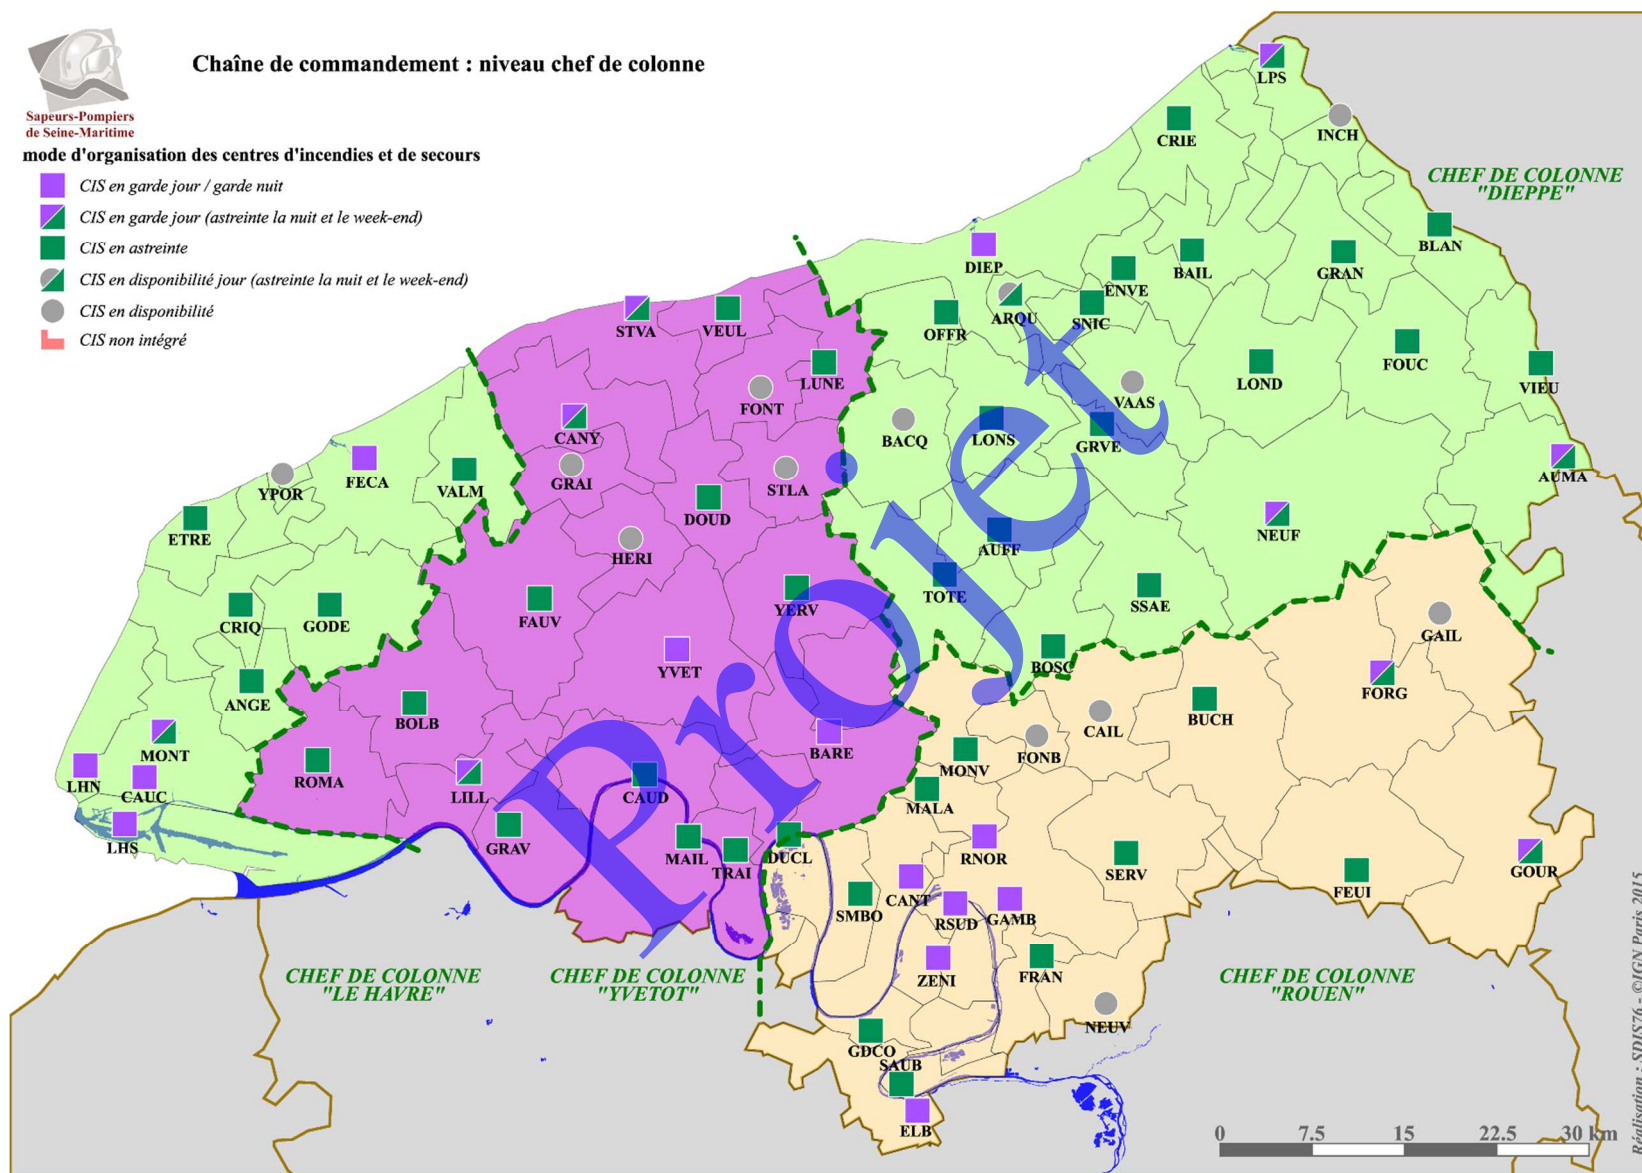 Chaîne de commandement : niveau chef de colonne
Sapeurs-Pompiers
de Seine-Maritime
mode d'organisation des centres d'incendies et de secours
CIS en garde jour / garde nuit
CIS en garde jour (astreinte la nuit et le week-end)
CIS en astreinte
CIS en disponibilité jour (astreinte la nuit et le week-end)
CIS en disponibilité
CIS non intégré
LPS
INCH
CRIE
CHEF DE COLONNE
"DIEPPE"
BLAN
DIEP
BAIL
GRAN
ENVE
ARQU
SNIC
OFFR
STVA
VEUL
LUNE
FOUC
LOND
VIEU
FONT
VAAS
CANY
BACQ
LONS
GRVE
AUMA
FECA
YPOR
VALM
GRAI
STLA
DOUD
ETRE
NEUF
HERI
AUFF
TOTE
SSAE
YERV
FAUV
CRIQ
GODE
GAIL
YVET
BOSC
ANGE
FORG
BOLB
BUCH
CAIL
MONT
BARE
FONB
MONV
ROMA
LHN
CAUC
LILL
CAUD
MALA
LHS
GRAV
MAIL
TRAI
DUCL
RNOR
SERV
FEUI
GOUR
CANT
SMBO
RSUD
GAMB
ZENI
FRAN
CHEF DE COLONNE
"LE HAVRE"
CHEF DE COLONNE
"YVETOT"
CHEF DE COLONNE
"ROUEN"
NEUV
GDCO
SAUB
ELB
Projet
0 7.5 15 22.5 30 km
Réalisation : SDIS76 - ©IGN Paris 2015